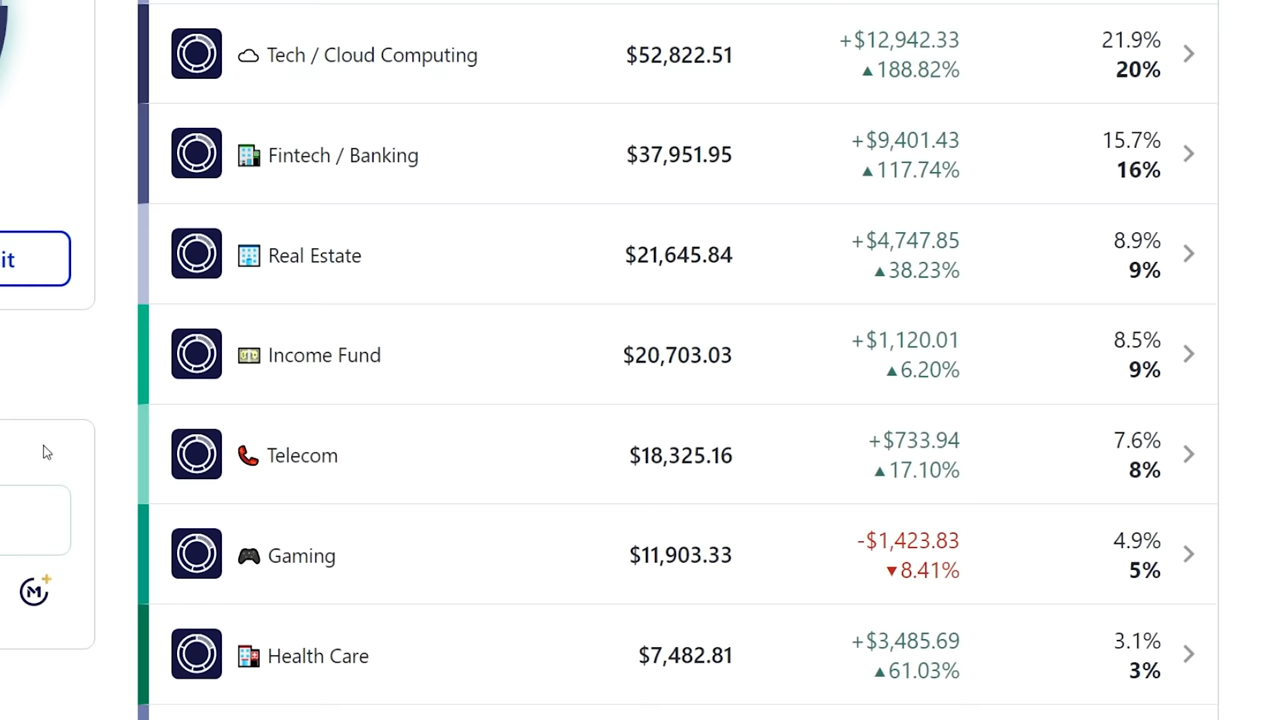 Tech / Cloud Computing $52,822.51 +$12,942.33 21.9%
▲188.82% 20%
Fintech / Banking $37,951.95 +$9,401.43 15.7%
▲117.74% 16%
Real Estate $21,645.84 +$4,747.85 8.9%
▲38.23% 9%
it
Income Fund $20,703.03 +$1,120.01 8.5%
▲6.20% 9%
Telecom $18,325.16 +$733.94 7.6%
▲17.10% 8%
Gaming $11,903.33 -$1,423.83 4.9%
▼8.41% 5%
M+
Health Care $7,482.81 +$3,485.69 3.1%
▲61.03% 3%